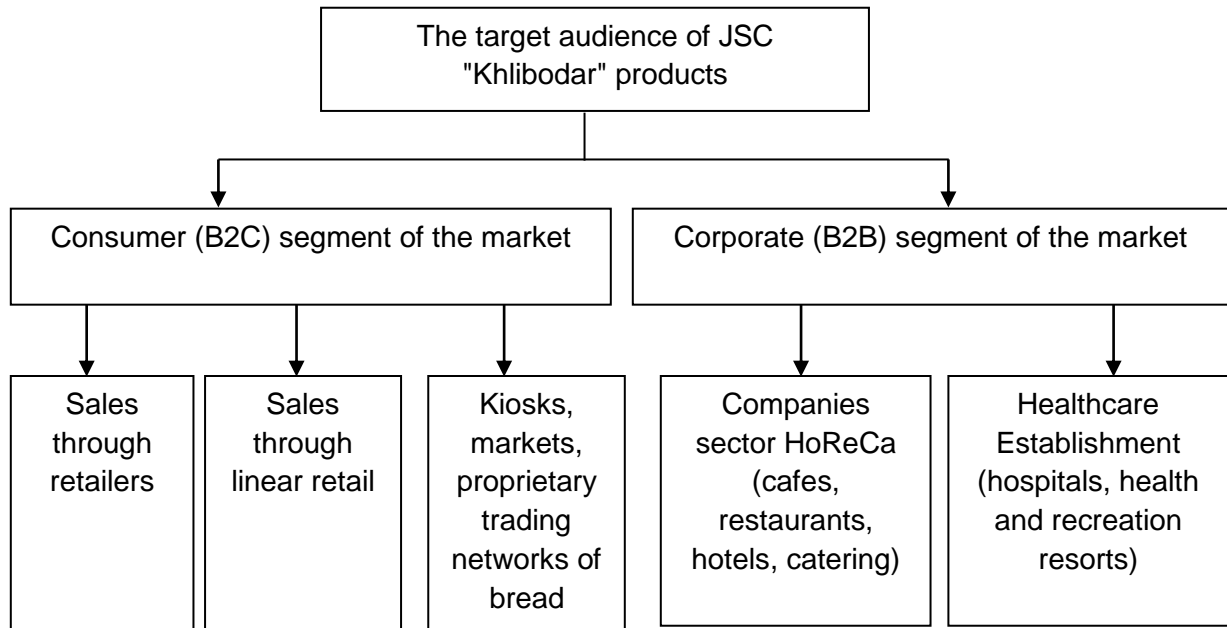 The target audience of JSC
"Khlibodar" products
Consumer (B2C) segment of the market
Corporate (B2B) segment of the market
Sales
through
retailers
Sales
through
linear retail
Kiosks,
markets,
proprietary
trading
networks of
bread
Companies
sector HoReCa
(cafes,
restaurants,
hotels, catering)
Healthcare
Establishment
(hospitals, health
and recreation
resorts)